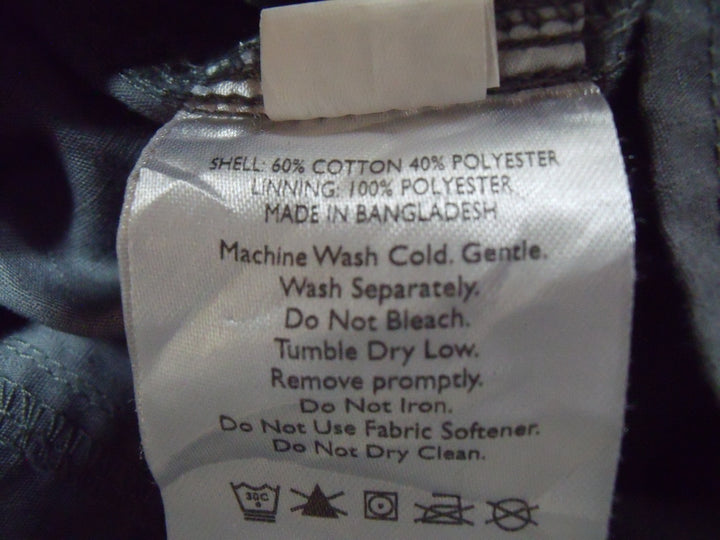 SHELL: 60% COTTON 40% POLYESTER
LINNING: 100% POLYESTER
MADE IN BANGLADESH
Machine Wash Cold. Gentle.
Wash Separately.
Do Not Bleach.
Tumble Dry Low.
Remove promptly.
Do Not Iron.
Do Not Use Fabric Softener.
Do Not Dry Clean.
30C